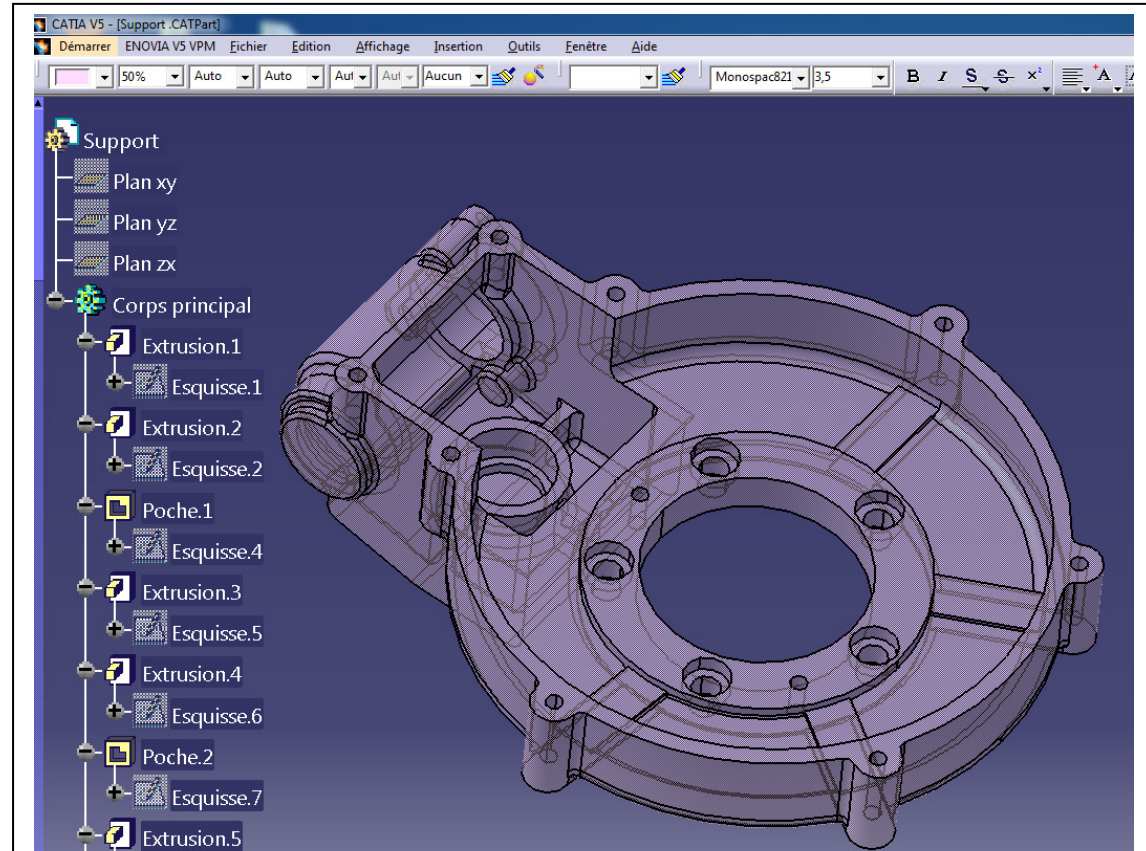 CATIA V5 - [Support .CATPart]
Démarrer ENOVIA V5 VPM Fichier Edition Affichage Insertion Outils Fenêtre Aide
50% Auto Auto Aut Aut Aucun Monospac821 3,5 B I S S x² A
Support
Plan xy
Plan yz
Plan zx
Corps principal
Extrusion.1
Esquisse.1
Extrusion.2
Esquisse.2
Poche.1
Esquisse.4
Extrusion.3
Esquisse.5
Extrusion.4
Esquisse.6
Poche.2
Esquisse.7
Extrusion.5